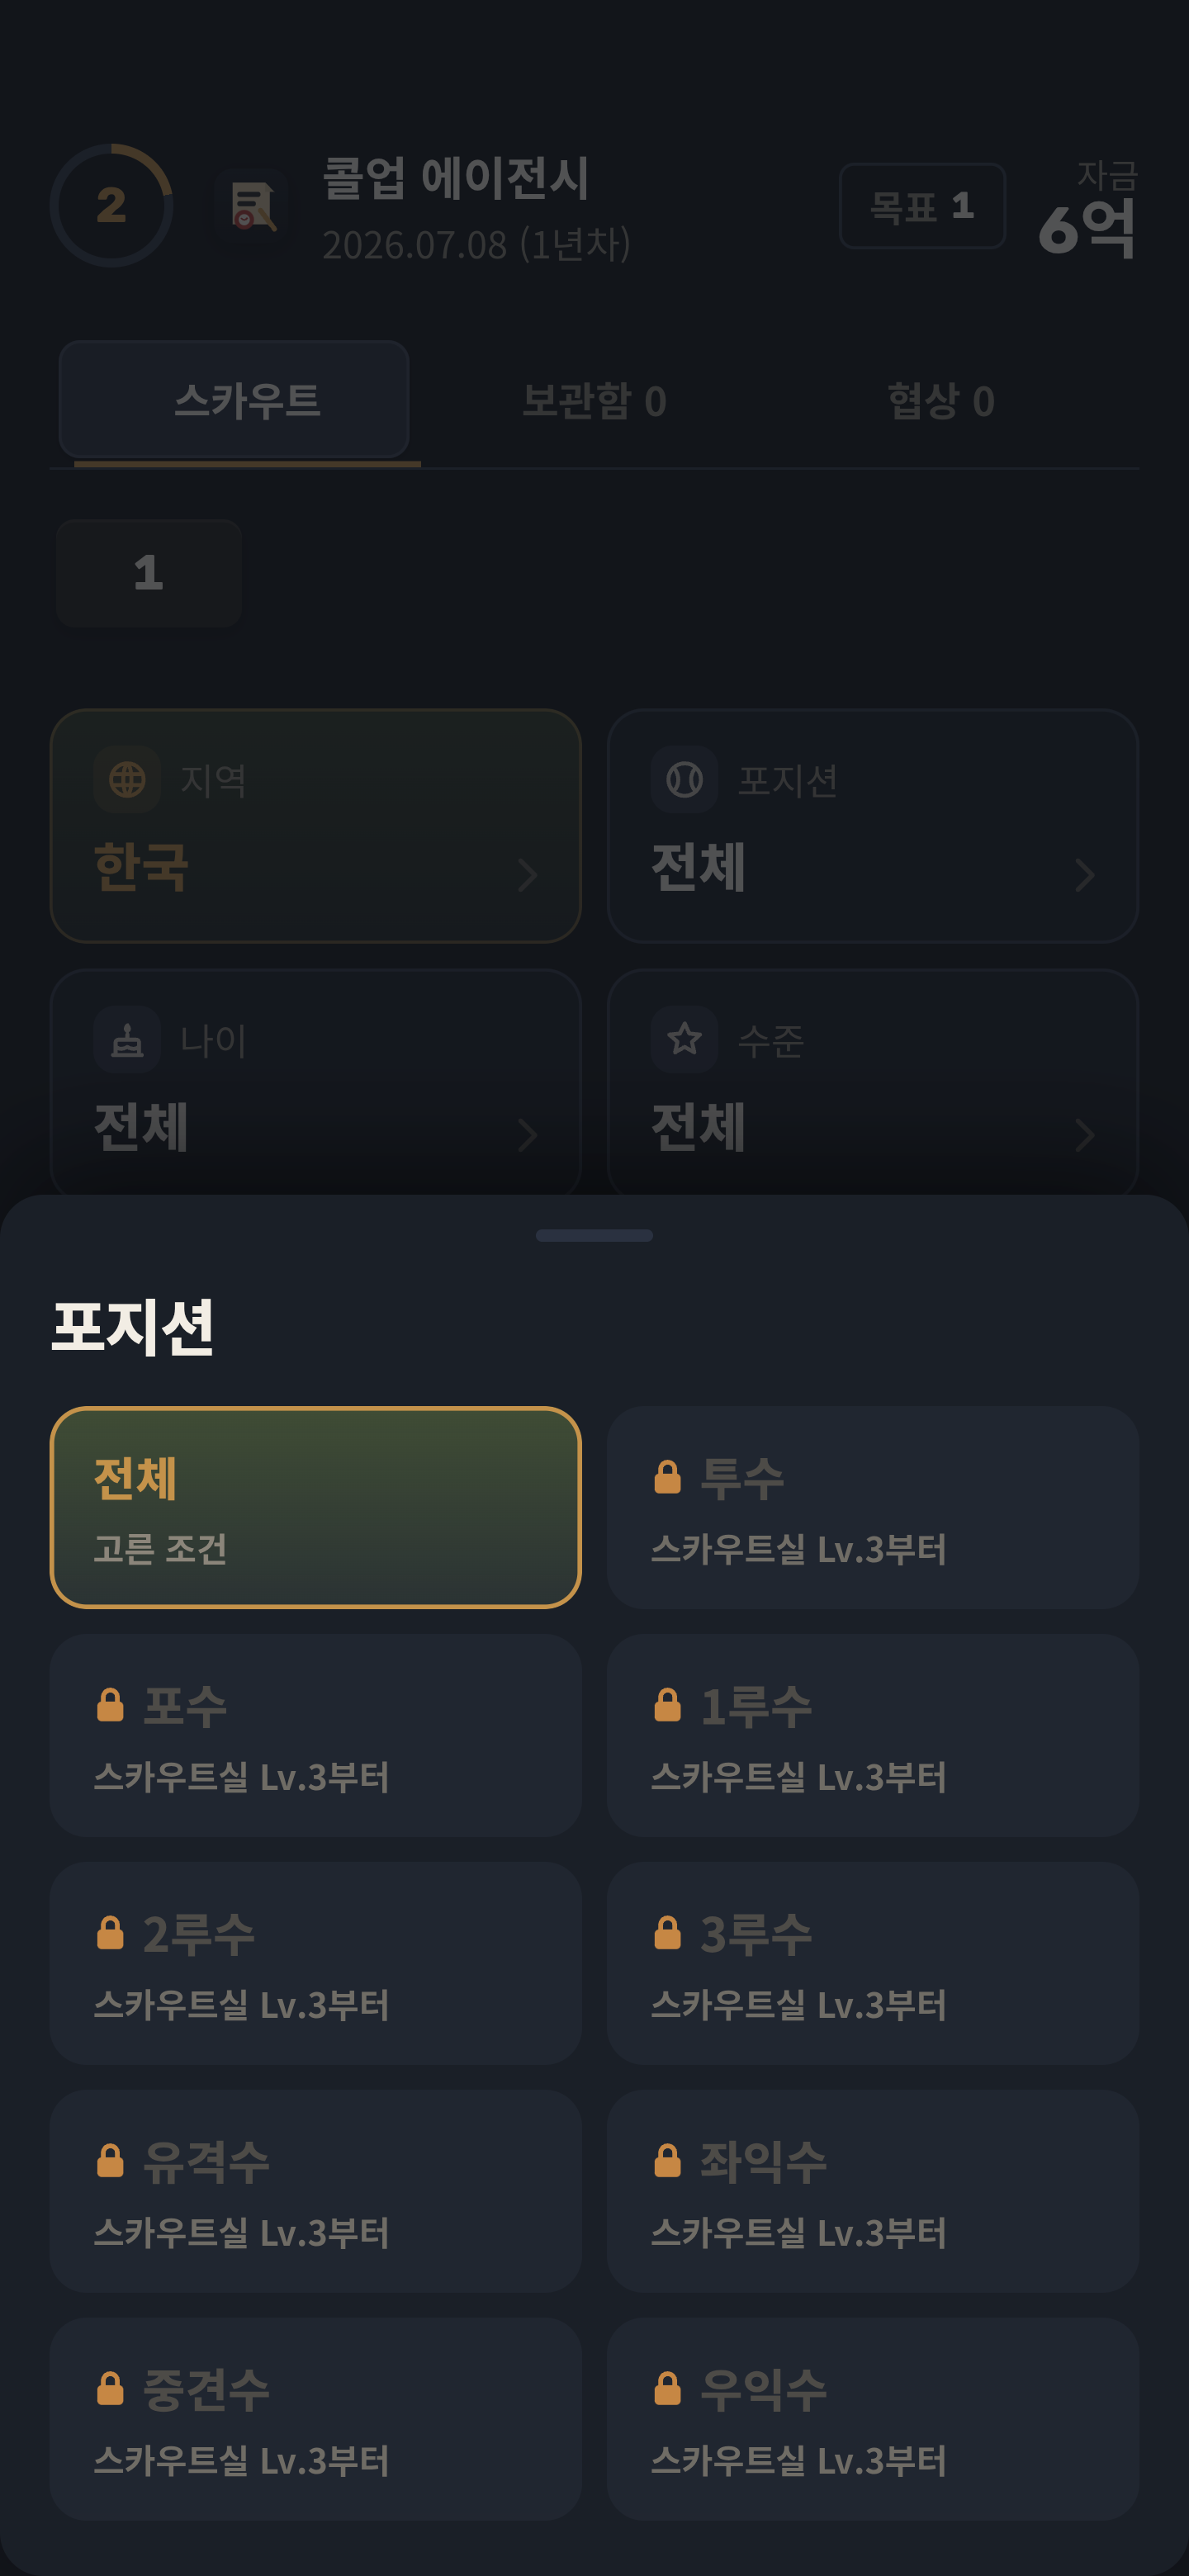 2
콜업 에이전시
2026.07.08 (1년차)
목표 1
자금
6억
스카우트
보관함 0
협상 0
1
지역
한국
포지션
전체
나이
전체
수준
전체
포지션
전체
고른 조건
투수
스카우트실 Lv.3부터
포수
스카우트실 Lv.3부터
1루수
스카우트실 Lv.3부터
2루수
스카우트실 Lv.3부터
3루수
스카우트실 Lv.3부터
유격수
스카우트실 Lv.3부터
좌익수
스카우트실 Lv.3부터
중견수
스카우트실 Lv.3부터
우익수
스카우트실 Lv.3부터